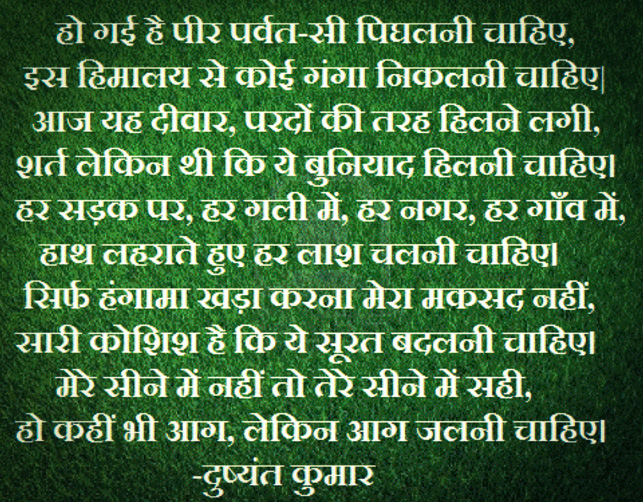 हो गई है पीर पर्वत-सी पिघलनी चाहिए,
इस हिमालय से कोई गंगा निकलनी चाहिए|
आज यह दीवार, परदों की तरह हिलने लगी,
शर्त लेकिन थी कि ये बुनियाद हिलनी चाहिए।
हर सड़क पर, हर गली में, हर नगर, हर गाँव में,
हाथ लहराते हुए हर लाश चलनी चाहिए।
सिर्फ हंगामा खड़ा करना मेरा मकसद नहीं,
सारी कोशिश है कि ये सूरत बदलनी चाहिए।
मेरे सीने में नहीं तो तेरे सीने में सही,
हो कहीं भी आग, लेकिन आग जलनी चाहिए।
-दुष्यंत कुमार